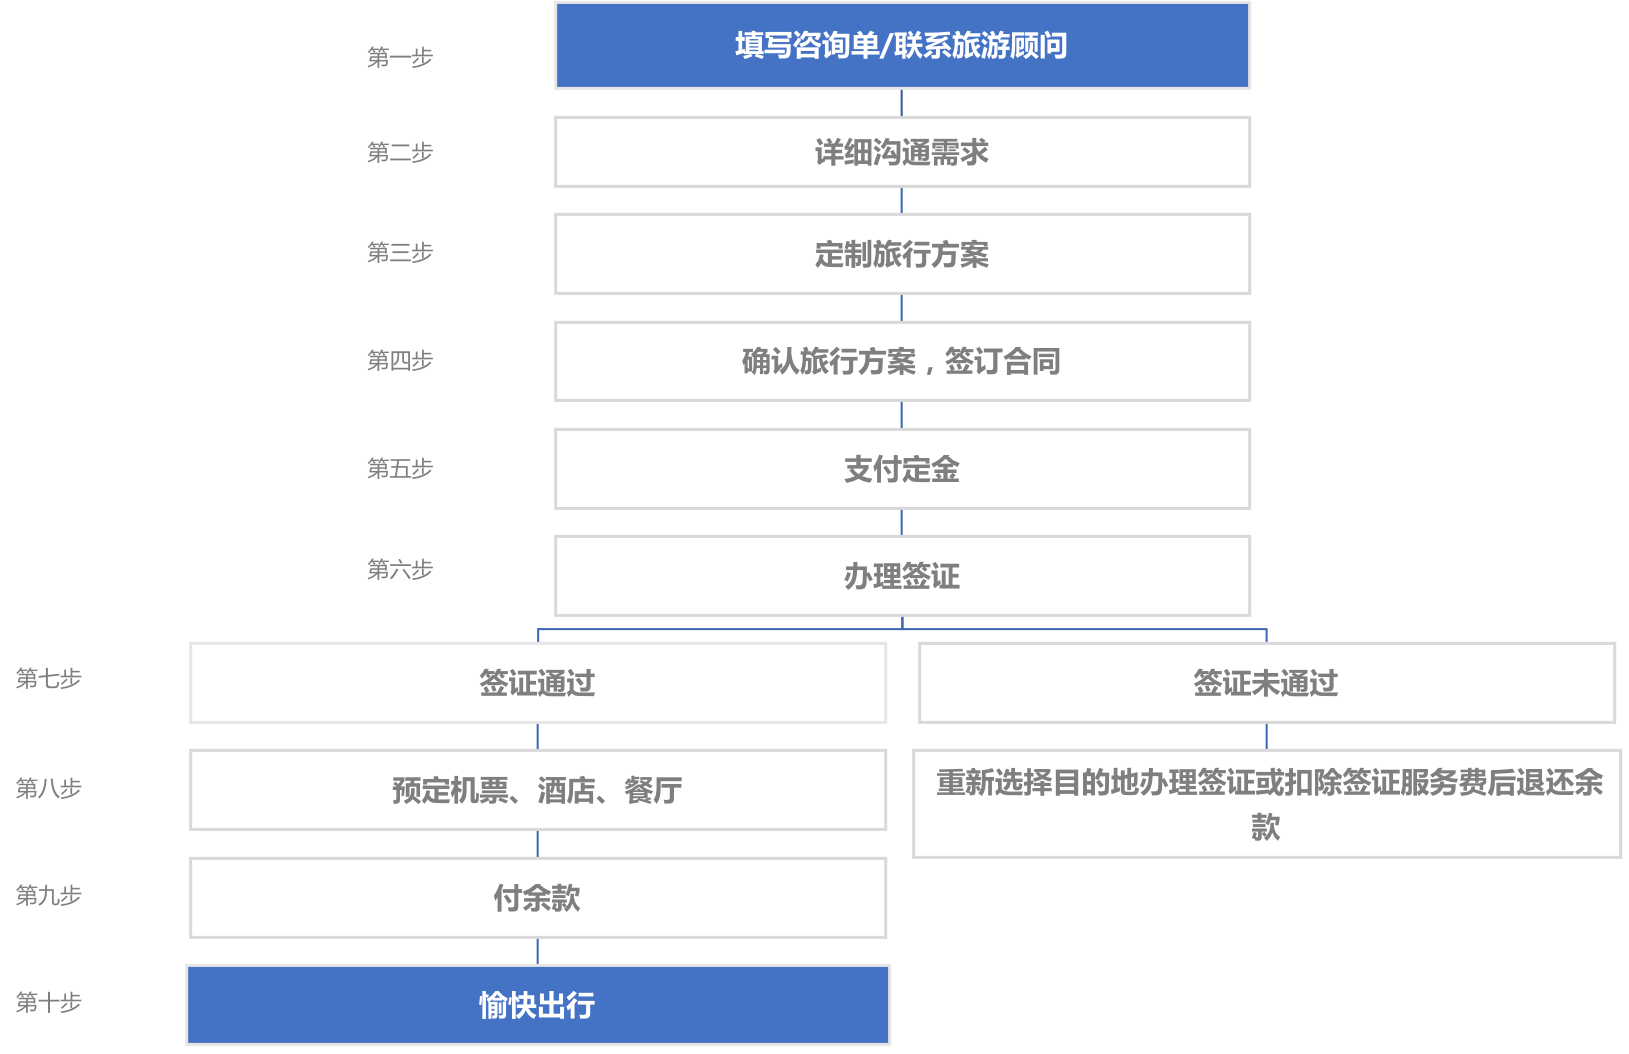 第一步
填写咨询单/联系旅游顾问
第二步
详细沟通需求
第三步
定制旅行方案
第四步
确认旅行方案，签订合同
第五步
支付定金
第六步
办理签证
第七步
签证通过
签证未通过
第八步
预定机票、酒店、餐厅
重新选择目的地办理签证或扣除签证服务费后退还余
款
第九步
付余款
第十步
愉快出行